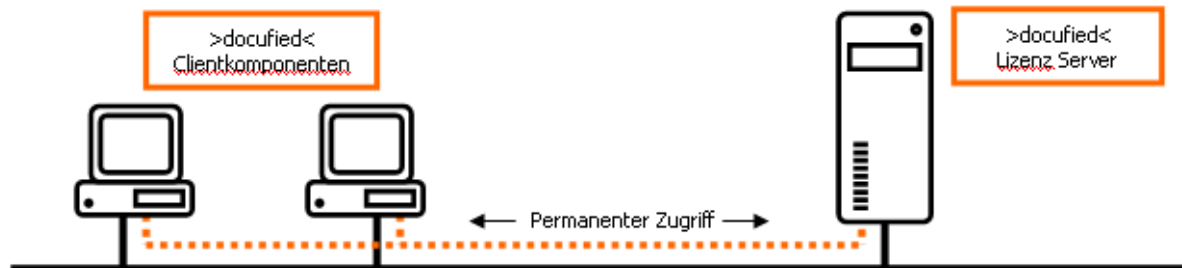 >docufied<
Clientkomponenten
>docufied<
Lizenz Server
Permanenter Zugriff